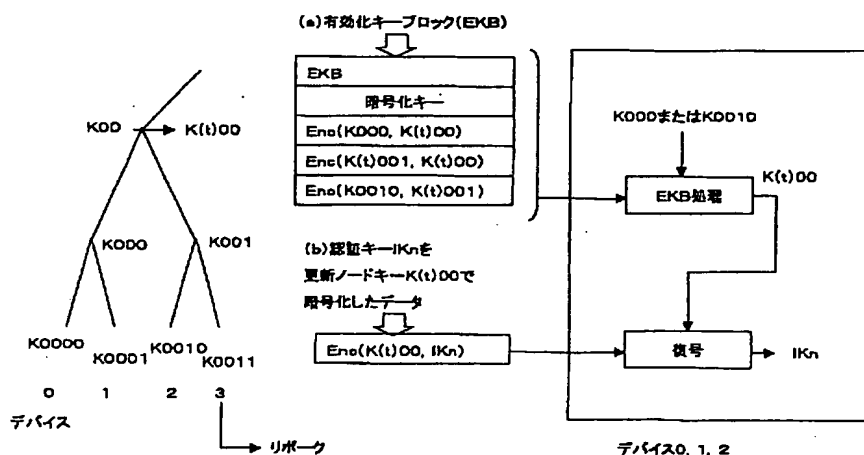 (a)有効化キーブロック(EKB)
EKB
暗号化キー
Enc(K000, K(t)00)
Enc(K(t)001, K(t)00)
Enc(K0010, K(t)001)
K00
K(t)00
K000
K001
K0000
K0001
K0010
K0011
0
1
2
3
デバイス
リボーク
(b)認証キーIKnを
更新ノードキーK(t)00で
暗号化したデータ
Enc(K(t)00, IKn)
K000またはK0010
EKB処理
K(t)00
復号
IKn
デバイス0, 1, 2